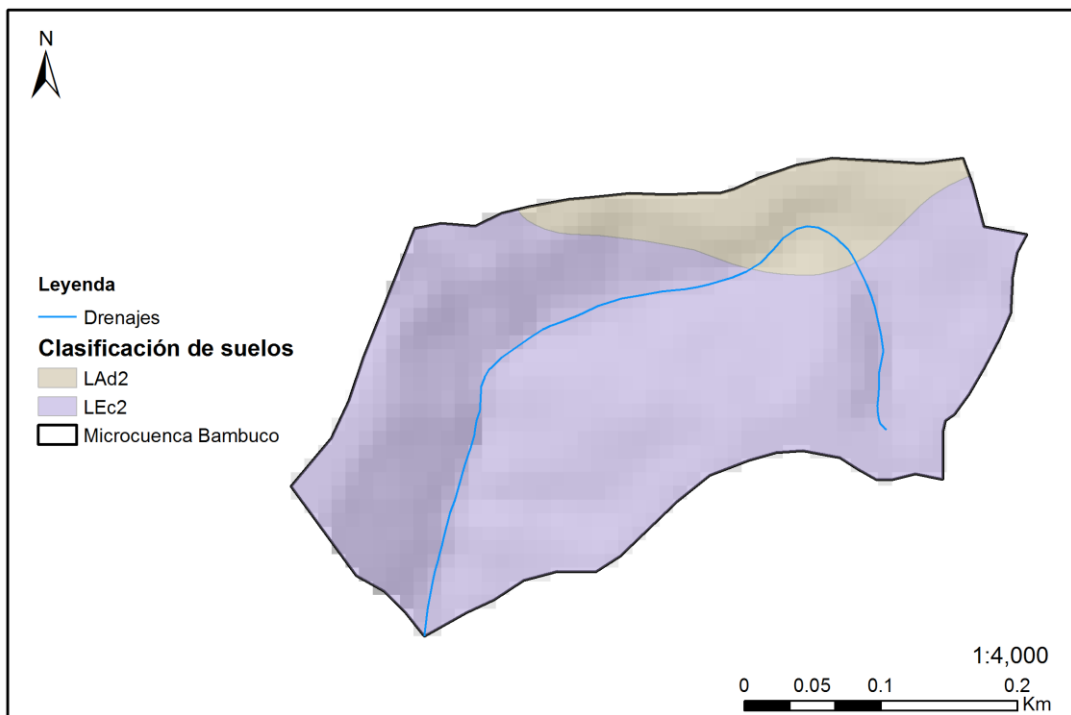 N
Leyenda
Drenajes
Clasificación de suelos
LAd2
LEc2
Microcuenca Bambuco
1:4,000
0 0.05 0.1 0.2
Km